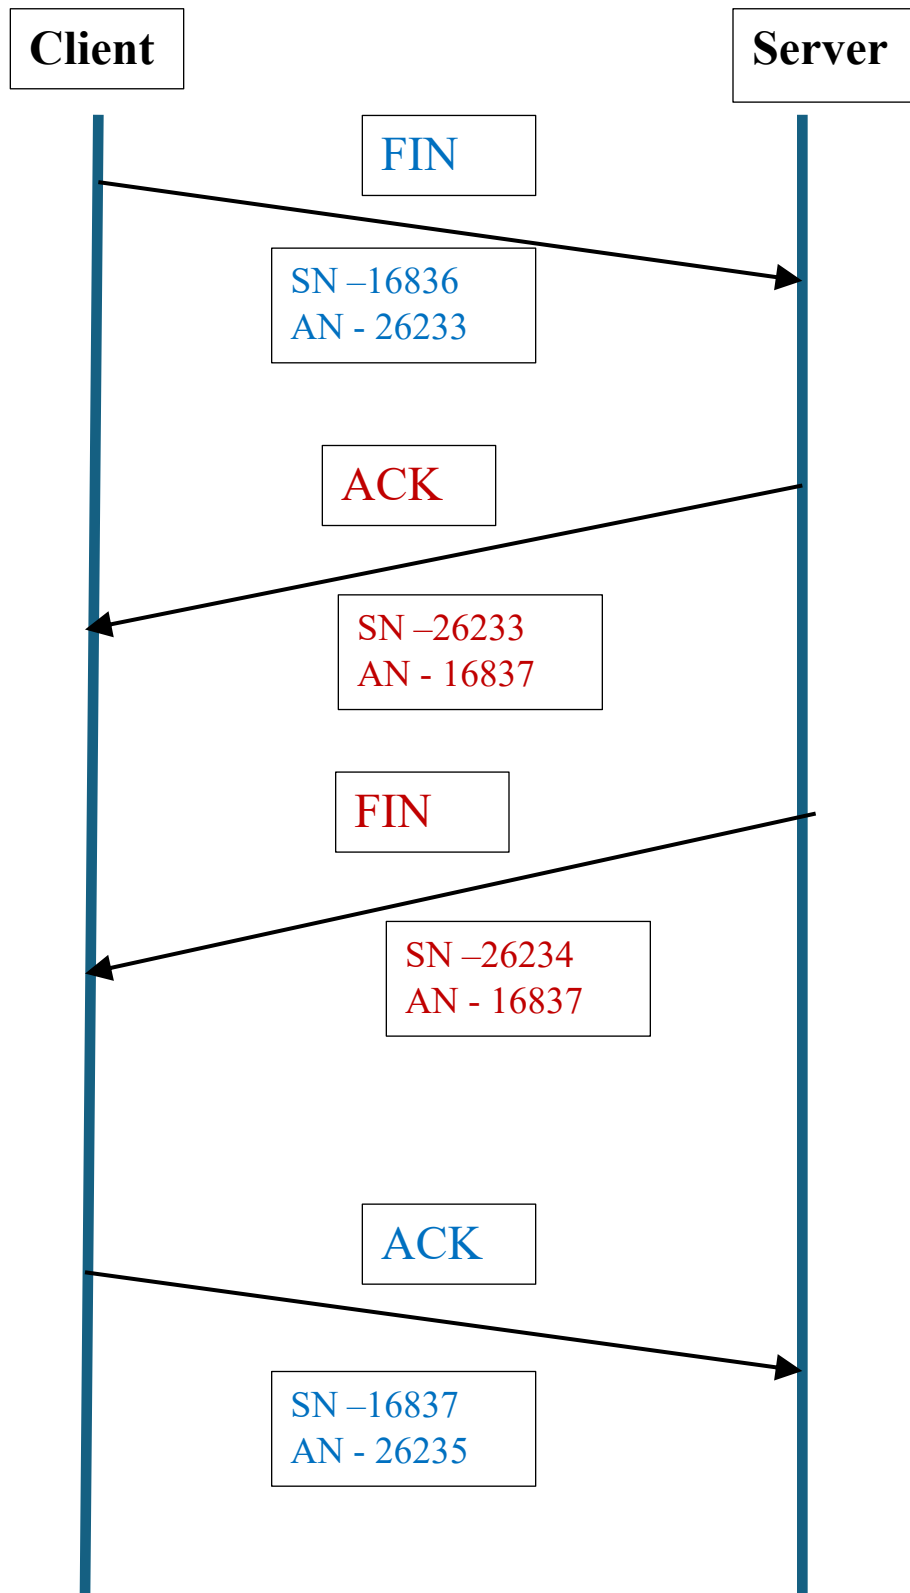 Client
Server
FIN
SN –16836
AN - 26233
ACK
SN –26233
AN - 16837
FIN
SN –26234
AN - 16837
ACK
SN –16837
AN - 26235